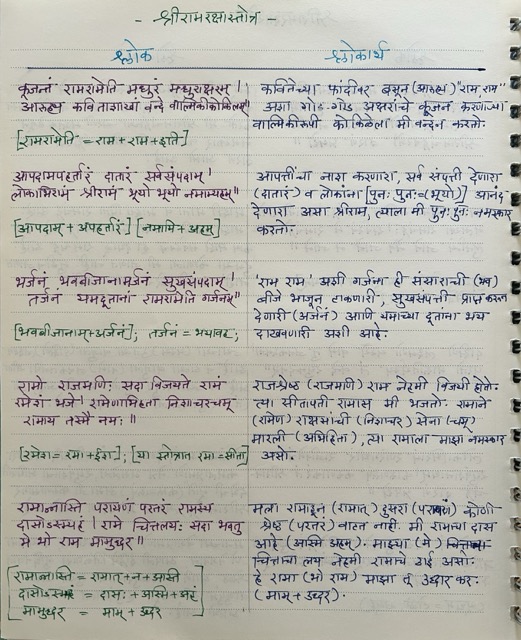 - श्रीरामरक्षास्तोत्र -
श्लोक
श्लोकार्थ
कूजन्तं रामरामेति मधुरं मधुराक्षरम् ।
आरुह्य कविताशाखां वन्दे वाल्मिकीकोकिलम् ॥
[रामरामेति = राम + राम + इति]
कवितेच्या फांदीवर बसून (आरुह्य) "राम, राम"
अशा गोड-गोड अक्षरांचे कूजन करणाऱ्या
वाल्मिकीरुपी कोकिळेला मी वन्दन करतो.
आपदामपहर्तारं दातारं सर्वसंपदाम् ।
लोकाभिरामं श्रीरामं भूयो भूयो नमाम्यहम् ॥
[आपदाम् + अपहर्तारं] [नमामि + अहम्]
आपत्तींचा नाश करणारा, सर्व संपत्ती देणारा
(दातारं) व लोकांना [पुनः पुनः = (भूयो)] आनंद
देणारा असा श्रीराम, त्याला मी पुनः पुनः नमस्कार
करतो.
भर्जनं भवबीजानामर्जनं सुखसंपदाम् ।
तर्जनं यमदूतानां रामरामेति गर्जनम् ॥
[भवबीजानाम् + अर्जनं] ; तर्जनं = भयावह,
'राम राम' अशी गर्जना ही संसाराची (भव)
बीजे भाजून टाकणारी, सुखसंपत्ती प्राप्त करून
देणारी (अर्जनं) आणि यमाच्या दूतांना भय
दाखवणारी अशी आहे.
रामो राजमणिः सदा विजयते रामं
रमेशं भजे । रामेणाभिहता निशाचरचमू
रामाय तस्मै नमः ॥
[रमेश = रमा + ईश] ; [या स्तोत्रात रमा = सीता]
राजश्रेष्ठ (राजमणि) राम नेहमी विजयी होतो.
त्या सीतापती रामास मी भजतो. रामाने
(रामेण) राक्षसांची (निशाचर) सेना (-चमू)
मारली (अभिहिता), त्या रामाला माझा नमस्कार
असो.
रामान्नास्ति परायणं परतरं रामस्य
दासोऽस्म्यहं । रामे चित्तलयः सदा भवतु
मे भो राम मामुद्धर ॥
[रामान्नास्ति = रामात् + न + अस्ति
दासोऽस्म्यहं = दासः + अस्मि + अहं
मामुद्धर = माम् + उद्धर]
मला रामाहून (रामात्) दुसरा (परायणं) कोणी
श्रेष्ठ (परतरं) वाटत नाही. मी रामाचा दास
आहे (अस्मि अहम्). माझ्या (मे)
चित्ताचा लय नेहमी रामाचे ठाई असो.
हे रामा (भो राम) माझा तू उद्धार कर.
(माम् + उद्धर).